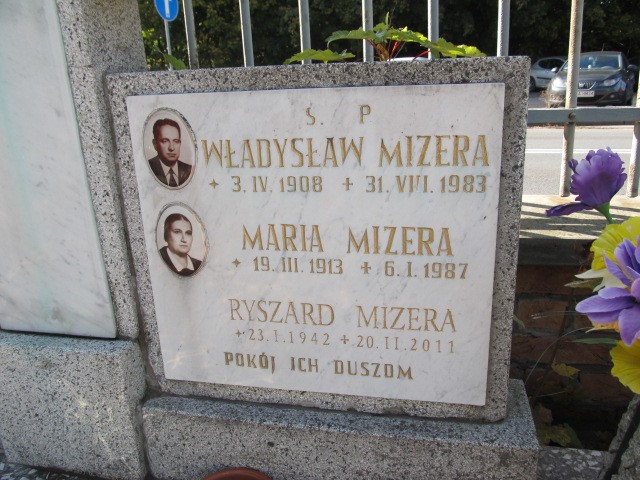 Ś. P
WŁADYSŁAW MIZERA
+ 3. IV. 1908 + 31. VIII. 1983
MARIA MIZERA
+ 19. III. 1913 + 6. I. 1987
RYSZARD MIZERA
+23.I.1942 +20.II.2011
POKÓJ ICH DUSZOM